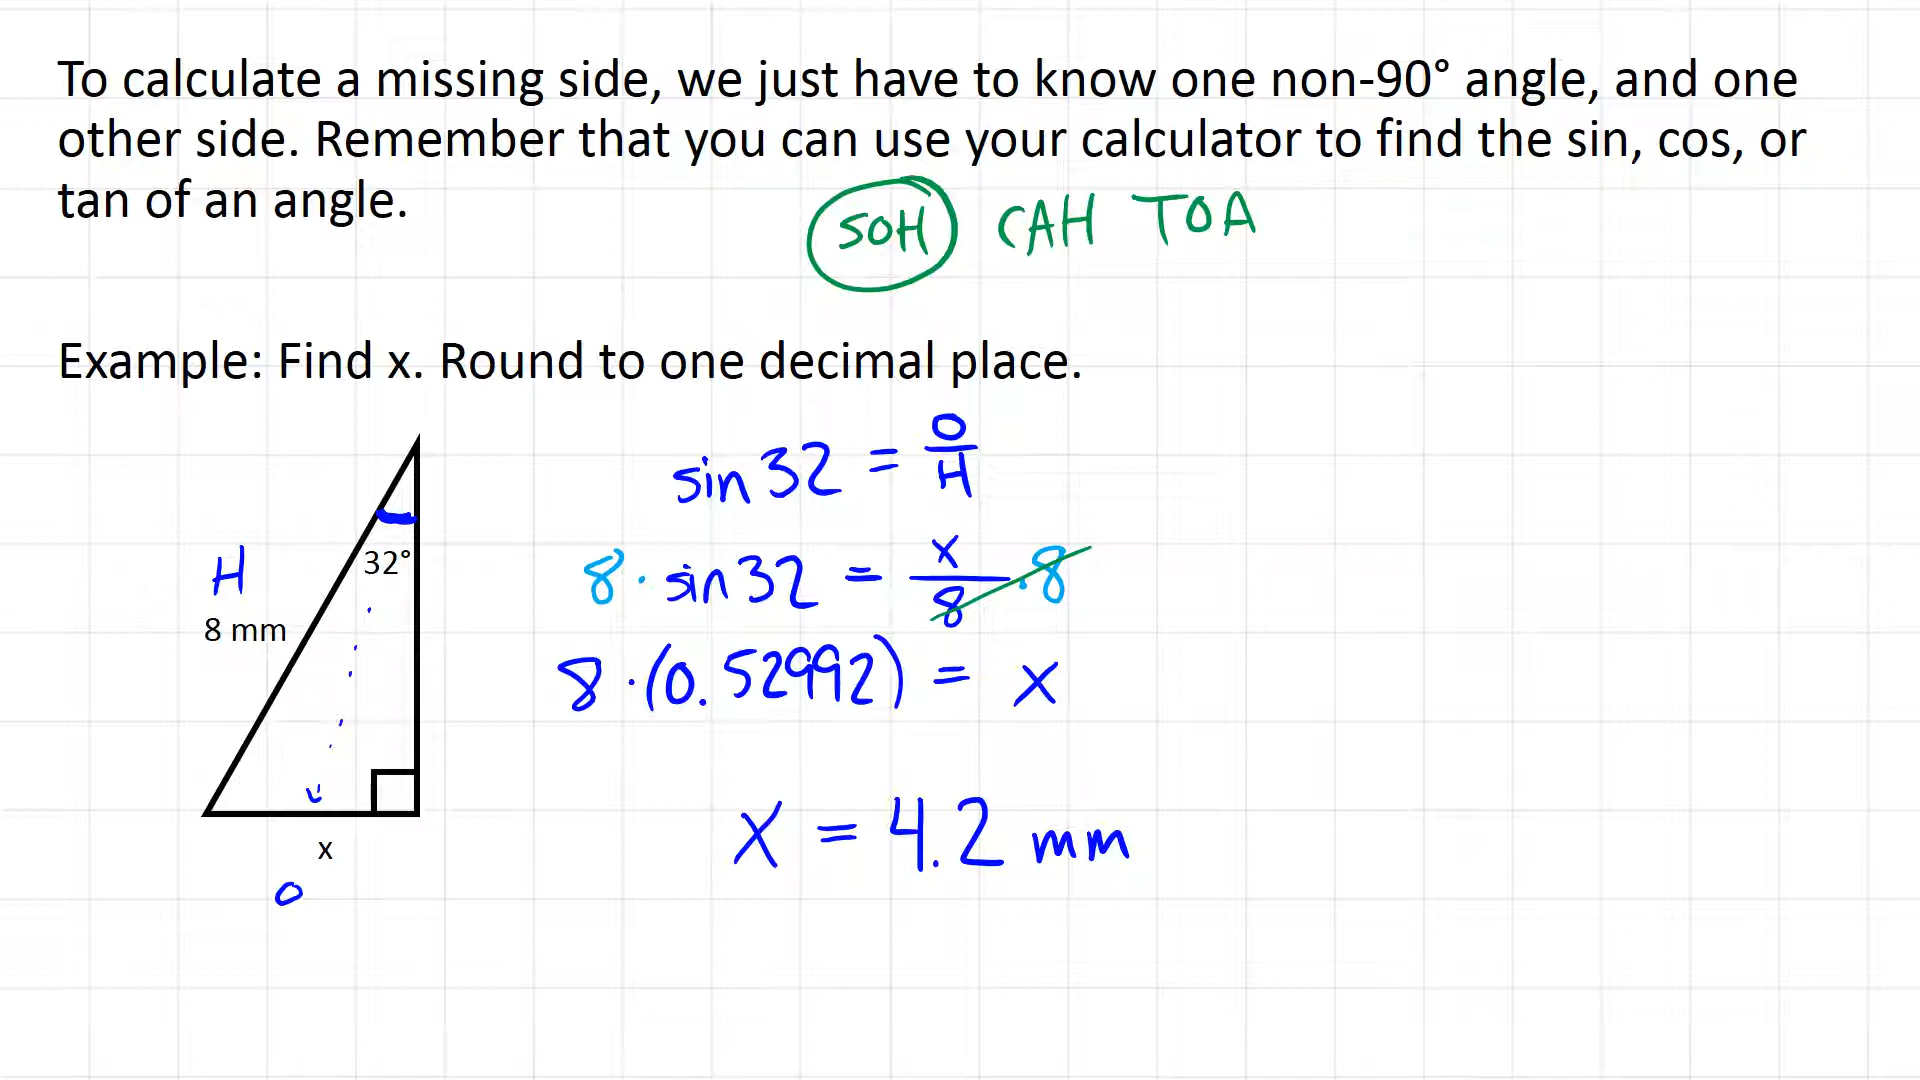 To calculate a missing side, we just have to know one non-90° angle, and one
other side. Remember that you can use your calculator to find the sin, cos, or
tan of an angle.
SOH CAH TOA
Example: Find x. Round to one decimal place.
sin 32 = O/H
32°
H
8 mm
8 · sin 32 = x/8 · 8
8 · (0.52992) = x
x = 4.2 mm
x
O